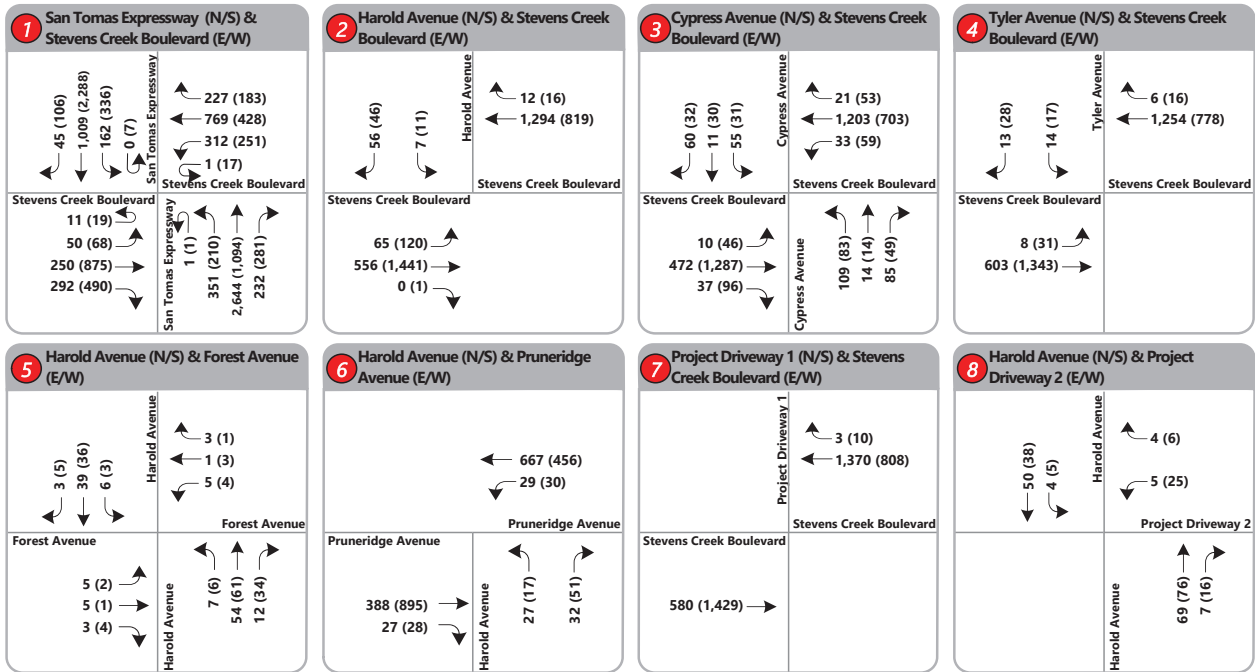 1
San Tomas Expressway (N/S) &
Stevens Creek Boulevard (E/W)
45 (106)
1,009 (2,288)
162 (336)
0 (7)
San Tomas Expressway
227 (183)
769 (428)
312 (251)
1 (17)
Stevens Creek Boulevard
Stevens Creek Boulevard
11 (19)
50 (68)
250 (875)
292 (490)
San Tomas Expressway
1 (1)
351 (210)
2,644 (1,094)
232 (281)
2
Harold Avenue (N/S) & Stevens Creek
Boulevard (E/W)
56 (46)
7 (11)
Harold Avenue
12 (16)
1,294 (819)
Stevens Creek Boulevard
Stevens Creek Boulevard
65 (120)
556 (1,441)
0 (1)
3
Cypress Avenue (N/S) & Stevens Creek
Boulevard (E/W)
60 (32)
11 (30)
55 (31)
Cypress Avenue
21 (53)
1,203 (703)
33 (59)
Stevens Creek Boulevard
Stevens Creek Boulevard
10 (46)
472 (1,287)
37 (96)
Cypress Avenue
109 (83)
14 (14)
85 (49)
4
Tyler Avenue (N/S) & Stevens Creek
Boulevard (E/W)
13 (28)
14 (17)
Tyler Avenue
6 (16)
1,254 (778)
Stevens Creek Boulevard
Stevens Creek Boulevard
8 (31)
603 (1,343)
5
Harold Avenue (N/S) & Forest Avenue
(E/W)
3 (5)
39 (36)
6 (3)
Harold Avenue
3 (1)
1 (3)
5 (4)
Forest Avenue
Forest Avenue
5 (2)
5 (1)
3 (4)
Harold Avenue
7 (6)
54 (61)
12 (34)
6
Harold Avenue (N/S) & Pruneridge
Avenue (E/W)
667 (456)
29 (30)
Pruneridge Avenue
Pruneridge Avenue
388 (895)
27 (28)
Harold Avenue
27 (17)
32 (51)
7
Project Driveway 1 (N/S) & Stevens
Creek Boulevard (E/W)
Project Driveway 1
3 (10)
1,370 (808)
Stevens Creek Boulevard
Stevens Creek Boulevard
580 (1,429)
8
Harold Avenue (N/S) & Project
Driveway 2 (E/W)
50 (38)
4 (5)
Harold Avenue
4 (6)
5 (25)
Project Driveway 2
Harold Avenue
69 (76)
7 (16)